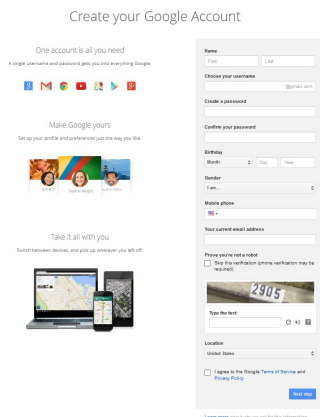 Create your Google Account
One account is all you need
A single username and password gets you into everything Google.
Make Google yours
Set up your profile and preferences just the way you like.
Take it all with you
Switch between devices, and pick up wherever you left off.
Name
First Last
Choose your username
@gmail.com
Create a password
Confirm your password
Birthday
Month Day Year
Gender
I am...
Mobile phone
Your current email address
Prove you're not a robot
Skip this verification (phone verification may be
required)
2905
Type the text:
Location
United States
I agree to the Google Terms of Service and
Privacy Policy
Next step